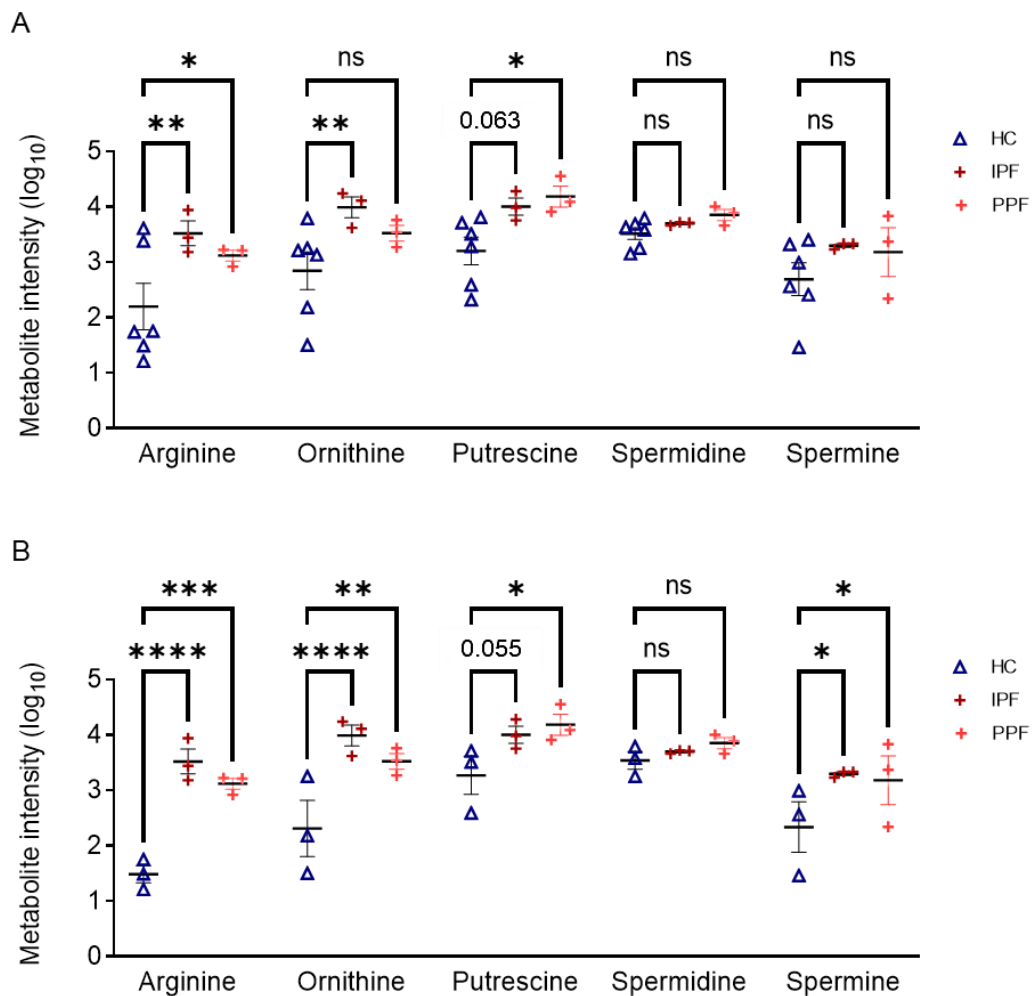 A
* ns * ns ns
** ** 0.063 ns ns
Metabolite intensity (log10)
5
4
3
2
1
0
Arginine Ornithine Putrescine Spermidine Spermine
HC
IPF
PPF
B
*** ** * ns *
**** **** 0.055 ns *
Metabolite intensity (log10)
5
4
3
2
1
0
Arginine Ornithine Putrescine Spermidine Spermine
HC
IPF
PPF